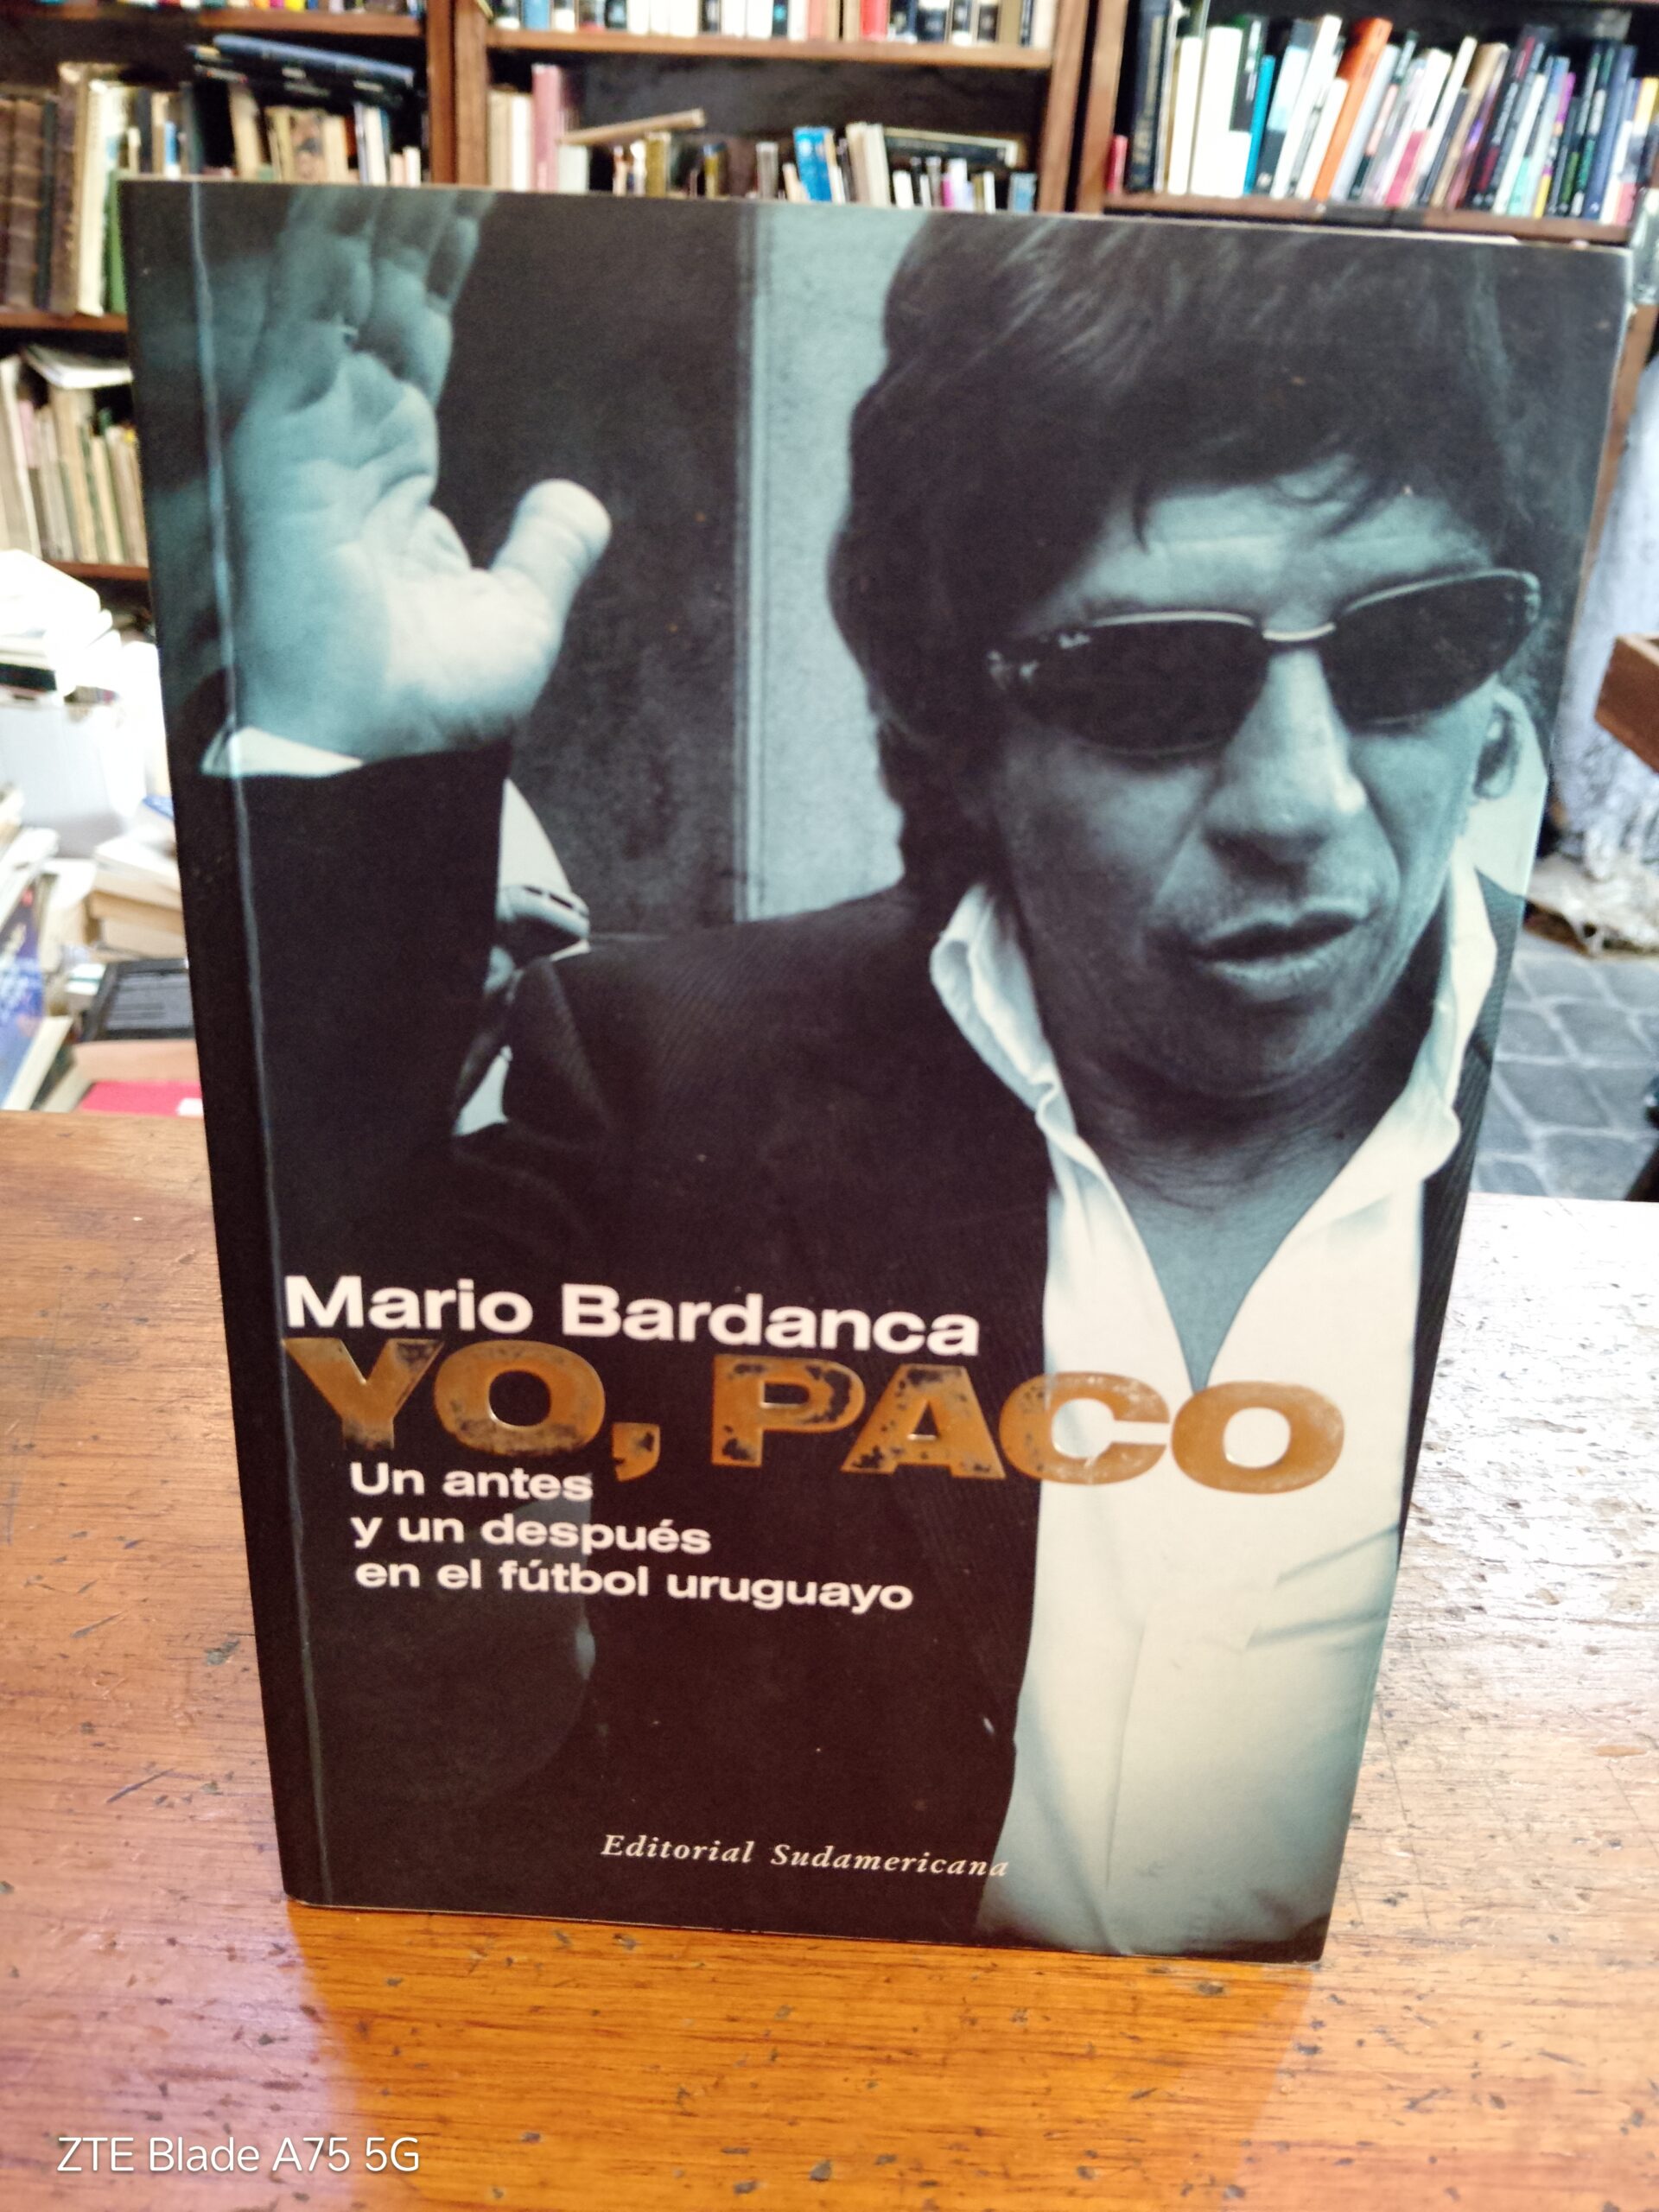 Mario Bardanca
YO, PACO
Un antes
y un después
en el fútbol uruguayo
Editorial Sudamericana
ZTE Blade A75 5G